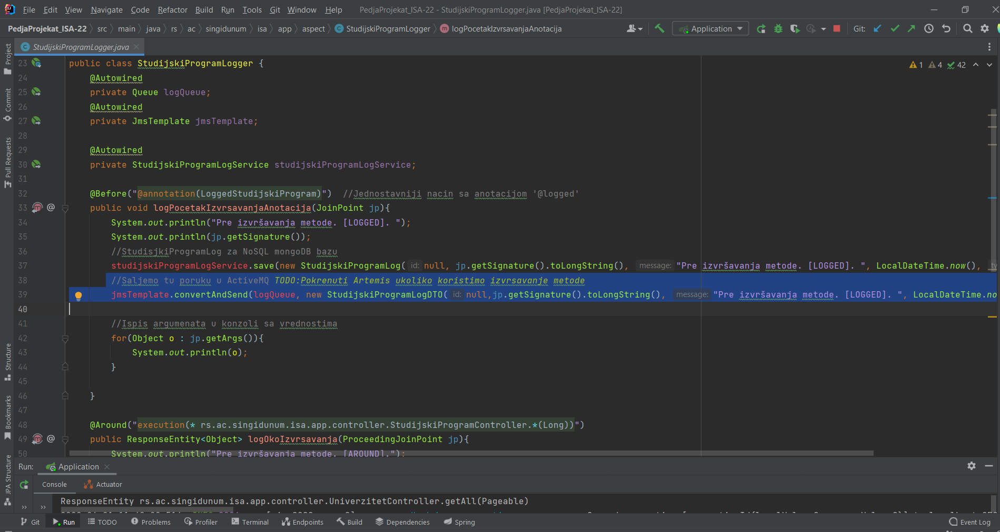 File Edit View Navigate Code Refactor Build Run Tools Git Window Help PedjaProjekat_ISA-22 - StudijskiProgramLogger.java [PedjaProjekat_ISA-22]
PedjaProjekat_ISA-22 src main java rs ac singidunum isa app aspect StudijskiProgramLogger logPocetakIzvrsavanjaAnotacija Application Git:
StudijskiProgramLogger.java
Project
Commit
Pull Requests
Structure
Bookmarks
JPA Structure
1 4 42
23 public class StudijskiProgramLogger {
24 @Autowired
25 private Queue logQueue;
26 @Autowired
27 private JmsTemplate jmsTemplate;
28
29 @Autowired
30 private StudijskiProgramLogService studijskiProgramLogService;
31
32 @Before("@annotation(LoggedStudijskiProgram)") //Jednostavniji nacin sa anotacijom '@logged'
33 @ public void logPocetakIzvrsavanjaAnotacija(JoinPoint jp){
34 System.out.println("Pre izvršavanja metode. [LOGGED]. ");
35 System.out.println(jp.getSignature());
36 //StudisjkiProgramLog za NoSQL mongoDB bazu
37 studijskiProgramLogService.save(new StudijskiProgramLog( id: null, jp.getSignature().toLongString(), message: "Pre izvršavanja metode. [LOGGED]. ", LocalDateTime.now(), ty
38 //Saljemo tu poruku u ActiveMQ TODO:Pokrenuti Artemis ukoliko koristimo izvrsavanje metode
39 jmsTemplate.convertAndSend(logQueue, new StudijskiProgramLogDTO( id: null,jp.getSignature().toLongString(), message: "Pre izvršavanja metode. [LOGGED]. ", LocalDateTime.no
40
41 //Ispis argumenata u konzoli sa vrednostima
42 for(Object o : jp.getArgs()){
43 System.out.println(o);
44 }
45
46 }
47
48 @Around("execution(* rs.ac.singidunum.isa.app.controller.StudijskiProgramController.*(Long))")
49 @ public ResponseEntity<Object> logOkoIzvrsavanja(ProceedingJoinPoint jp){
50 System.out.println("Pre izvršavanja metode. [AROUND].");
Run: Application
Console Actuator
ResponseEntity rs.ac.singidunum.isa.app.controller.UniverzitetController.getAll(Pageable)
Git Run TODO Problems Profiler Terminal Endpoints Build Dependencies Spring Event Log